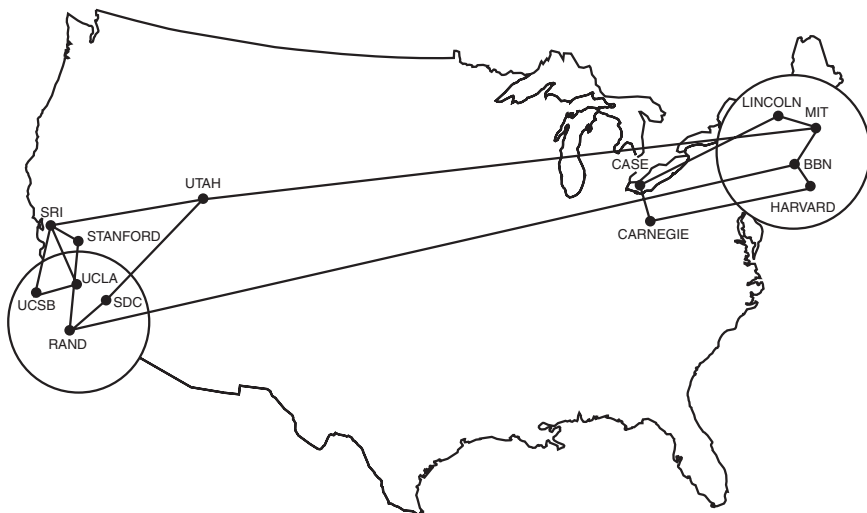 LINCOLN
MIT
CASE
BBN
UTAH
HARVARD
SRI
STANFORD
CARNEGIE
UCLA
UCSB
SDC
RAND